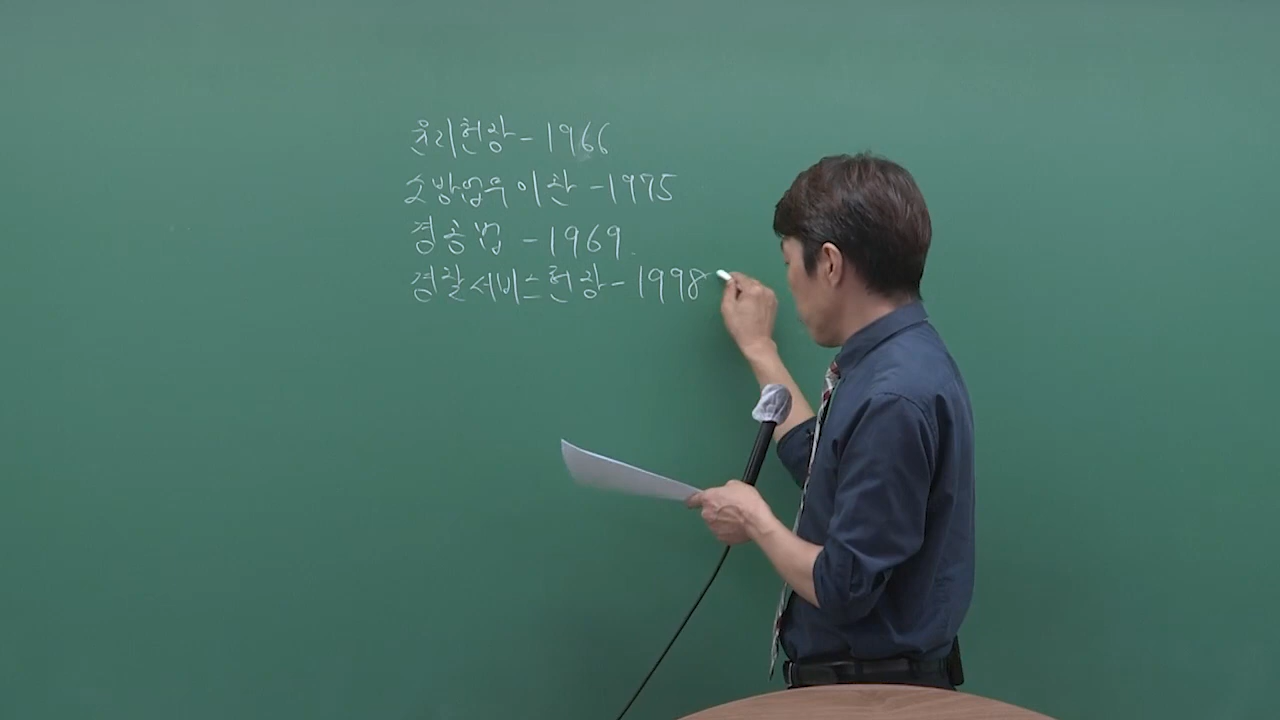 윤리헌장 - 1966
소방업무이관 - 1975
경공법 - 1969.
경찰서비스헌장 - 1998